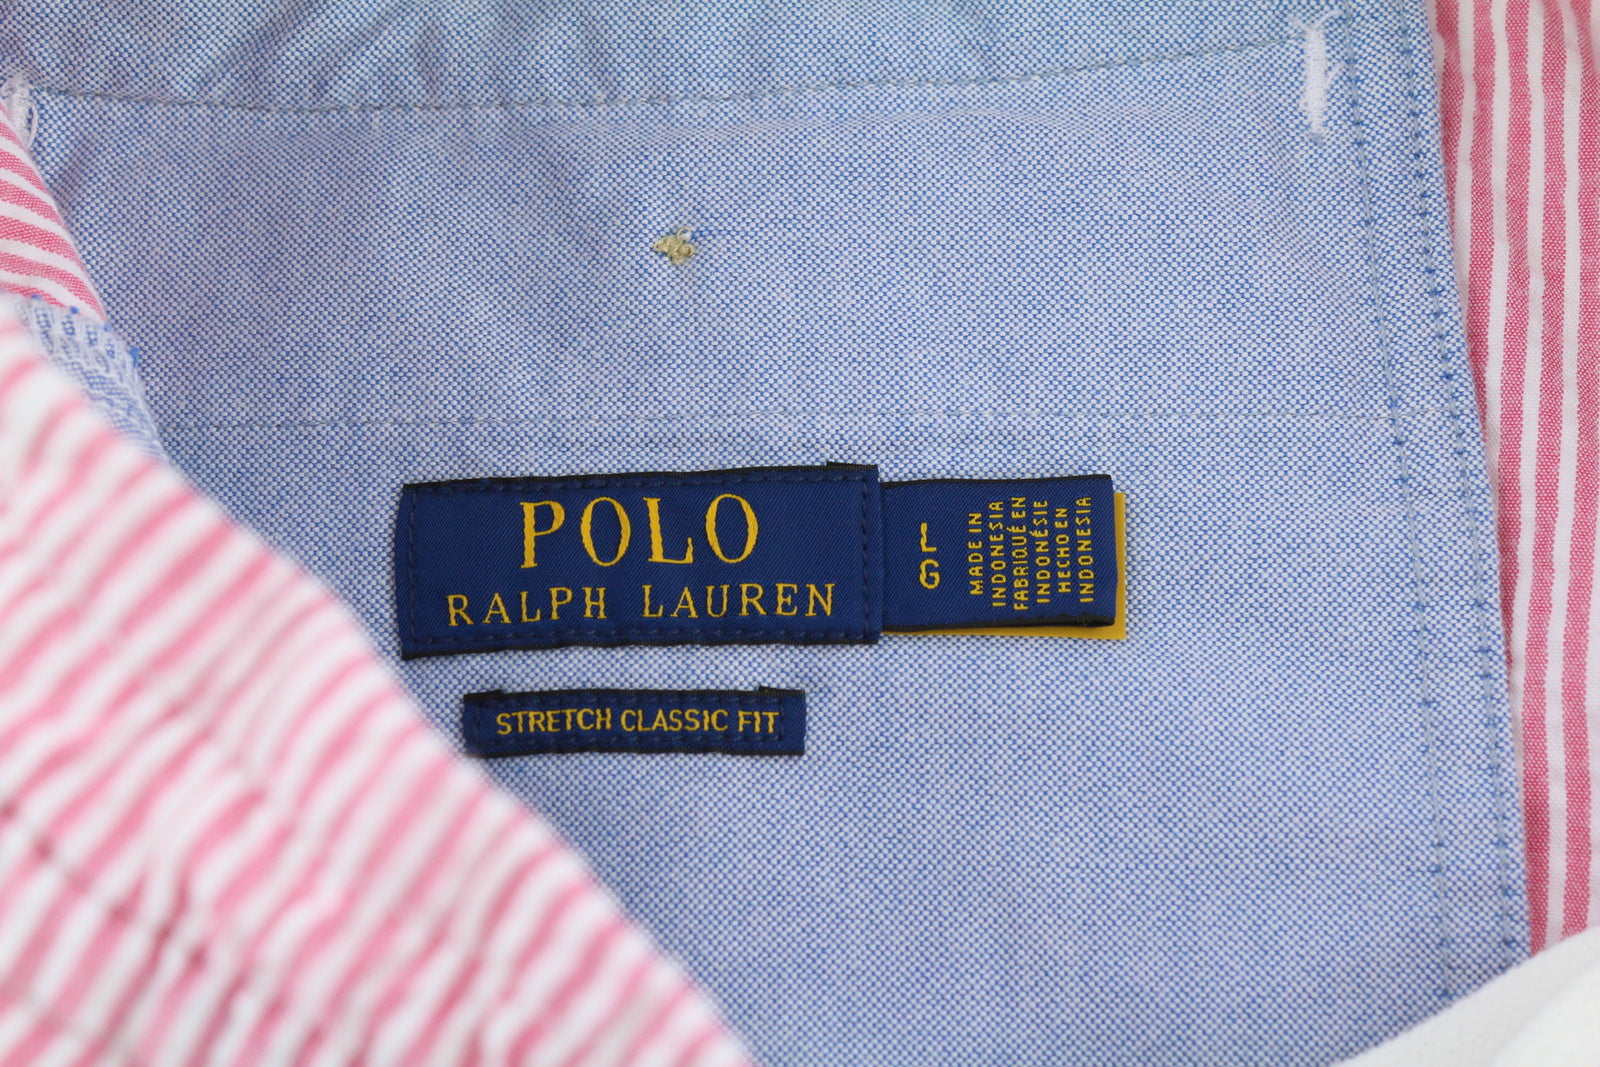 POLO
RALPH LAUREN
L
G
MADE IN
INDONESIA
FABRIQUÉ EN
INDONÉSIE
HECHO EN
INDONESIA
STRETCH CLASSIC FIT